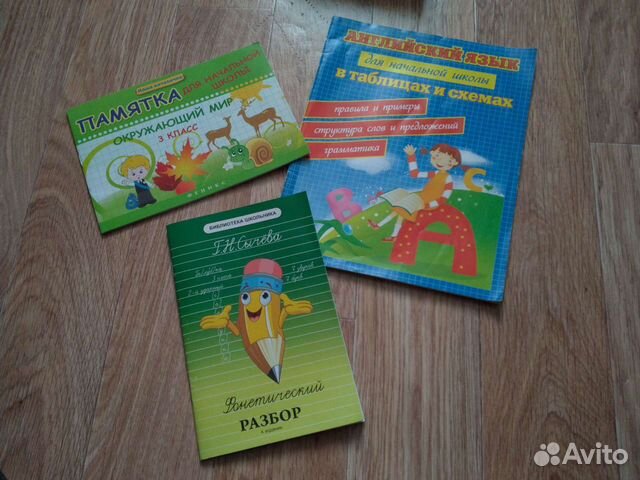 ПАМЯТКА ДЛЯ НАЧАЛЬНОЙ
ШКОЛЫ
ОКРУЖАЮЩИЙ МИР
3 КЛАСС
ФЕНИКС
АНГЛИЙСКИЙ ЯЗЫК
для начальной школы
в таблицах и схемах
правила и примеры
структура слов и предложений
грамматика
A
B
C
БИБЛИОТЕКА ШКОЛЬНИКА
Г.Н. Сычёва
Фонетический
РАЗБОР
Avito